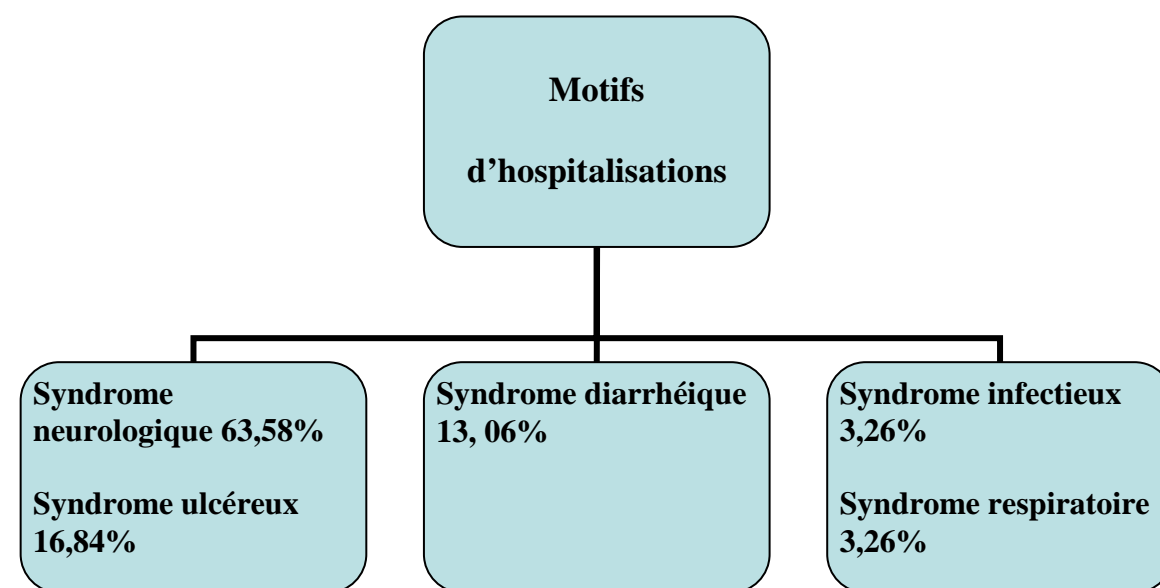 Motifs
d’hospitalisations
Syndrome
neurologique 63,58%
Syndrome ulcéreux
16,84%
Syndrome diarrhéique
13, 06%
Syndrome infectieux
3,26%
Syndrome respiratoire
3,26%